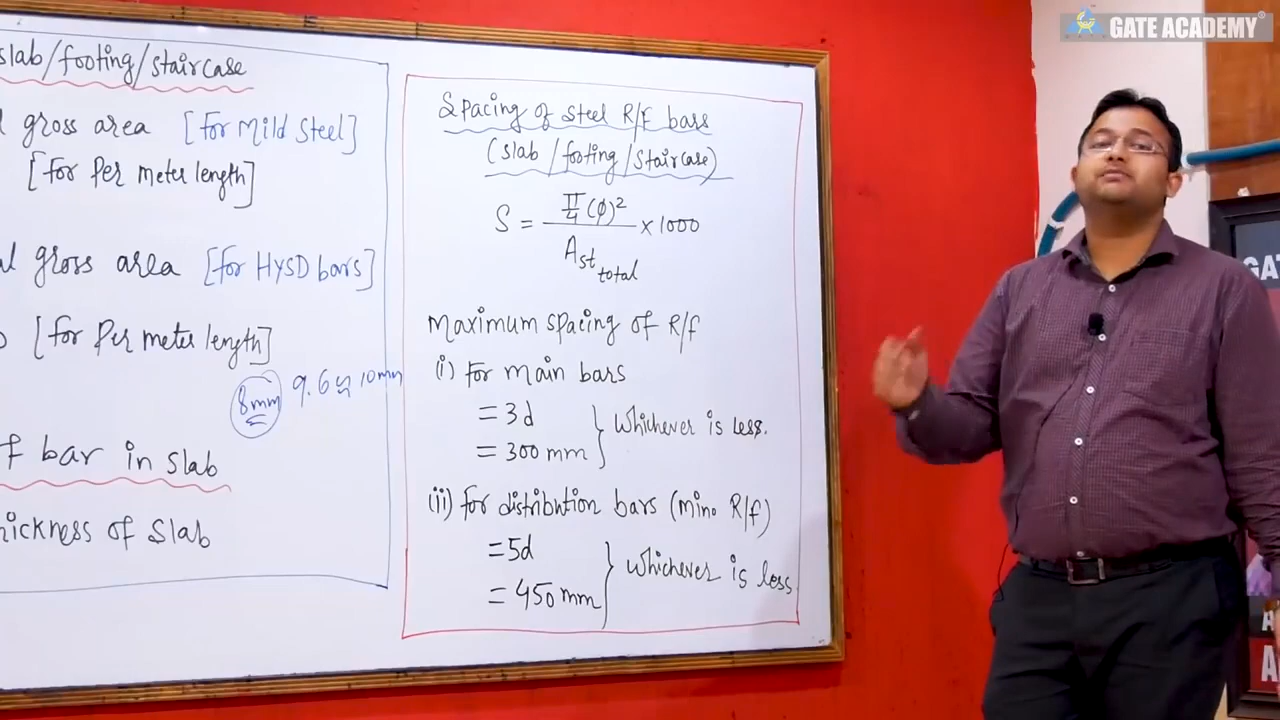 slab/footing/staircase
gross area [for Mild Steel]
[for Per meter length]
gross area [for HYSD bars]
[for Per meter length]
8mm 9.6 ≈ 10mm
of bar in slab
thickness of slab
Spacing of Steel R/f bars
(slab/footing/staircase)
S = π/4 (φ)² / Ast total × 1000
Maximum spacing of R/f
(i) for main bars
= 3d
= 300 mm } whichever is less.
(ii) for distribution bars (min. R/f)
= 5d
= 450 mm } whichever is less
GATE ACADEMY®
GA
A
A